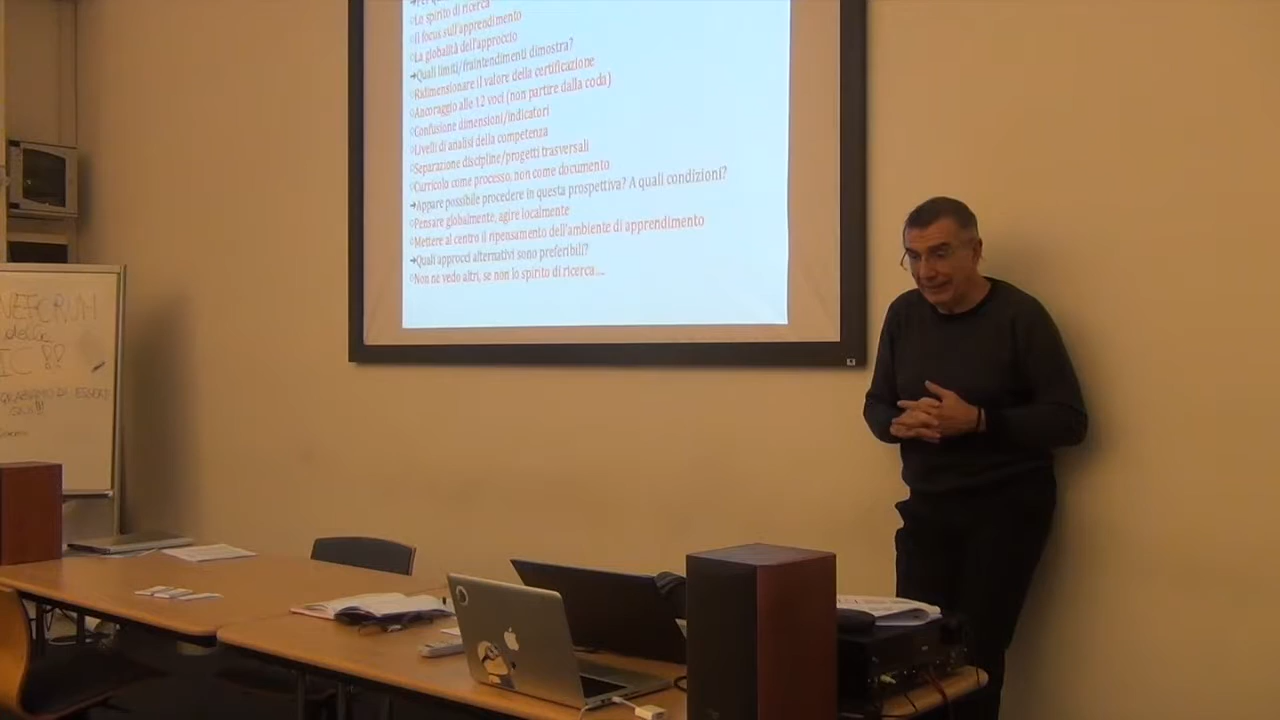 Lo spirito di ricerca
Il focus sull'apprendimento
La globalità dell'approccio
➔Quali limiti/fraintendimenti dimostra?
Ridimensionare il valore della certificazione
Ancoraggio alle 12 voci (non partire dalla coda)
Confusione dimensioni/indicatori
Livelli di analisi della competenza
Separazione discipline/progetti trasversali
Curricolo come processo, non come documento
➔Appare possibile procedere in questa prospettiva? A quali condizioni?
Pensare globalmente, agire localmente
Mettere al centro il ripensamento dell'ambiente di apprendimento
➔Quali approcci alternativi sono preferibili?
Non ne vedo altri, se non lo spirito di ricerca....
della
IC !!
DI ESSERE